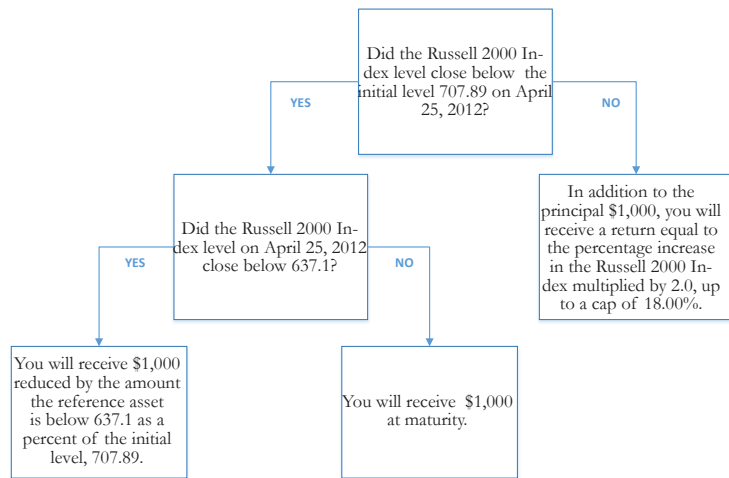 Did the Russell 2000 In-
dex level close below the
initial level 707.89 on April
25, 2012?
YES
NO
Did the Russell 2000 In-
dex level on April 25, 2012
close below 637.1?
In addition to the
principal $1,000, you will
receive a return equal to
the percentage increase
in the Russell 2000 In-
dex multiplied by 2.0, up
to a cap of 18.00%.
YES
NO
You will receive $1,000
reduced by the amount
the reference asset
is below 637.1 as a
percent of the initial
level, 707.89.
You will receive $1,000
at maturity.